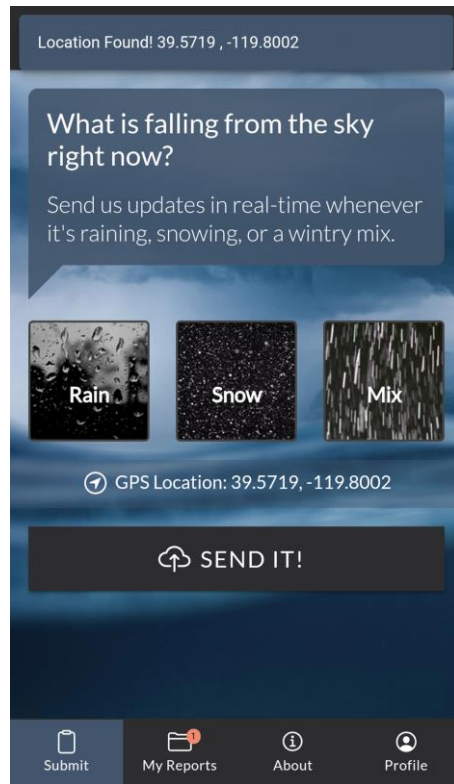 Location Found! 39.5719 , -119.8002
What is falling from the sky
right now?
Send us updates in real-time whenever
it's raining, snowing, or a wintry mix.
Rain
Snow
Mix
GPS Location: 39.5719, -119.8002
SEND IT!
1
Submit
My Reports
About
Profile